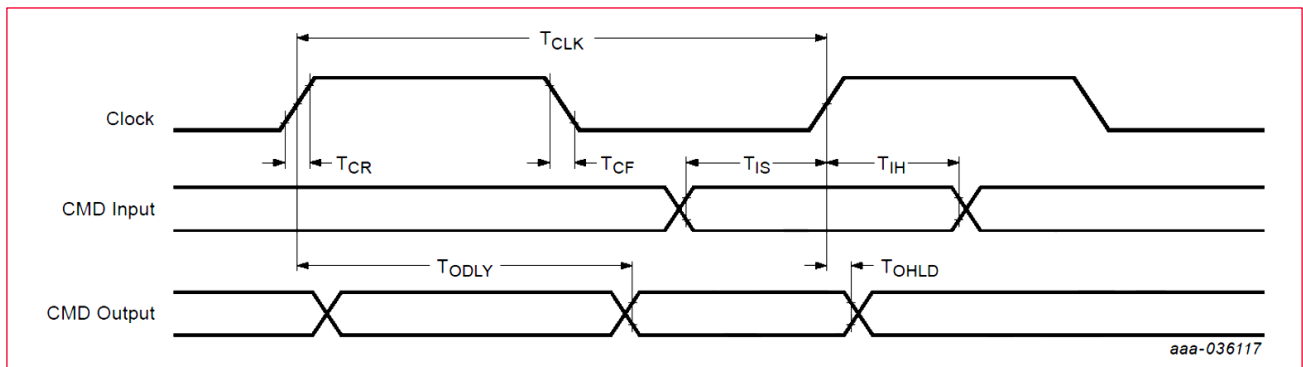 TCLK
Clock
TCR
TCF
TIS
TIH
CMD Input
TODLY
TOHLD
CMD Output
aaa-036117